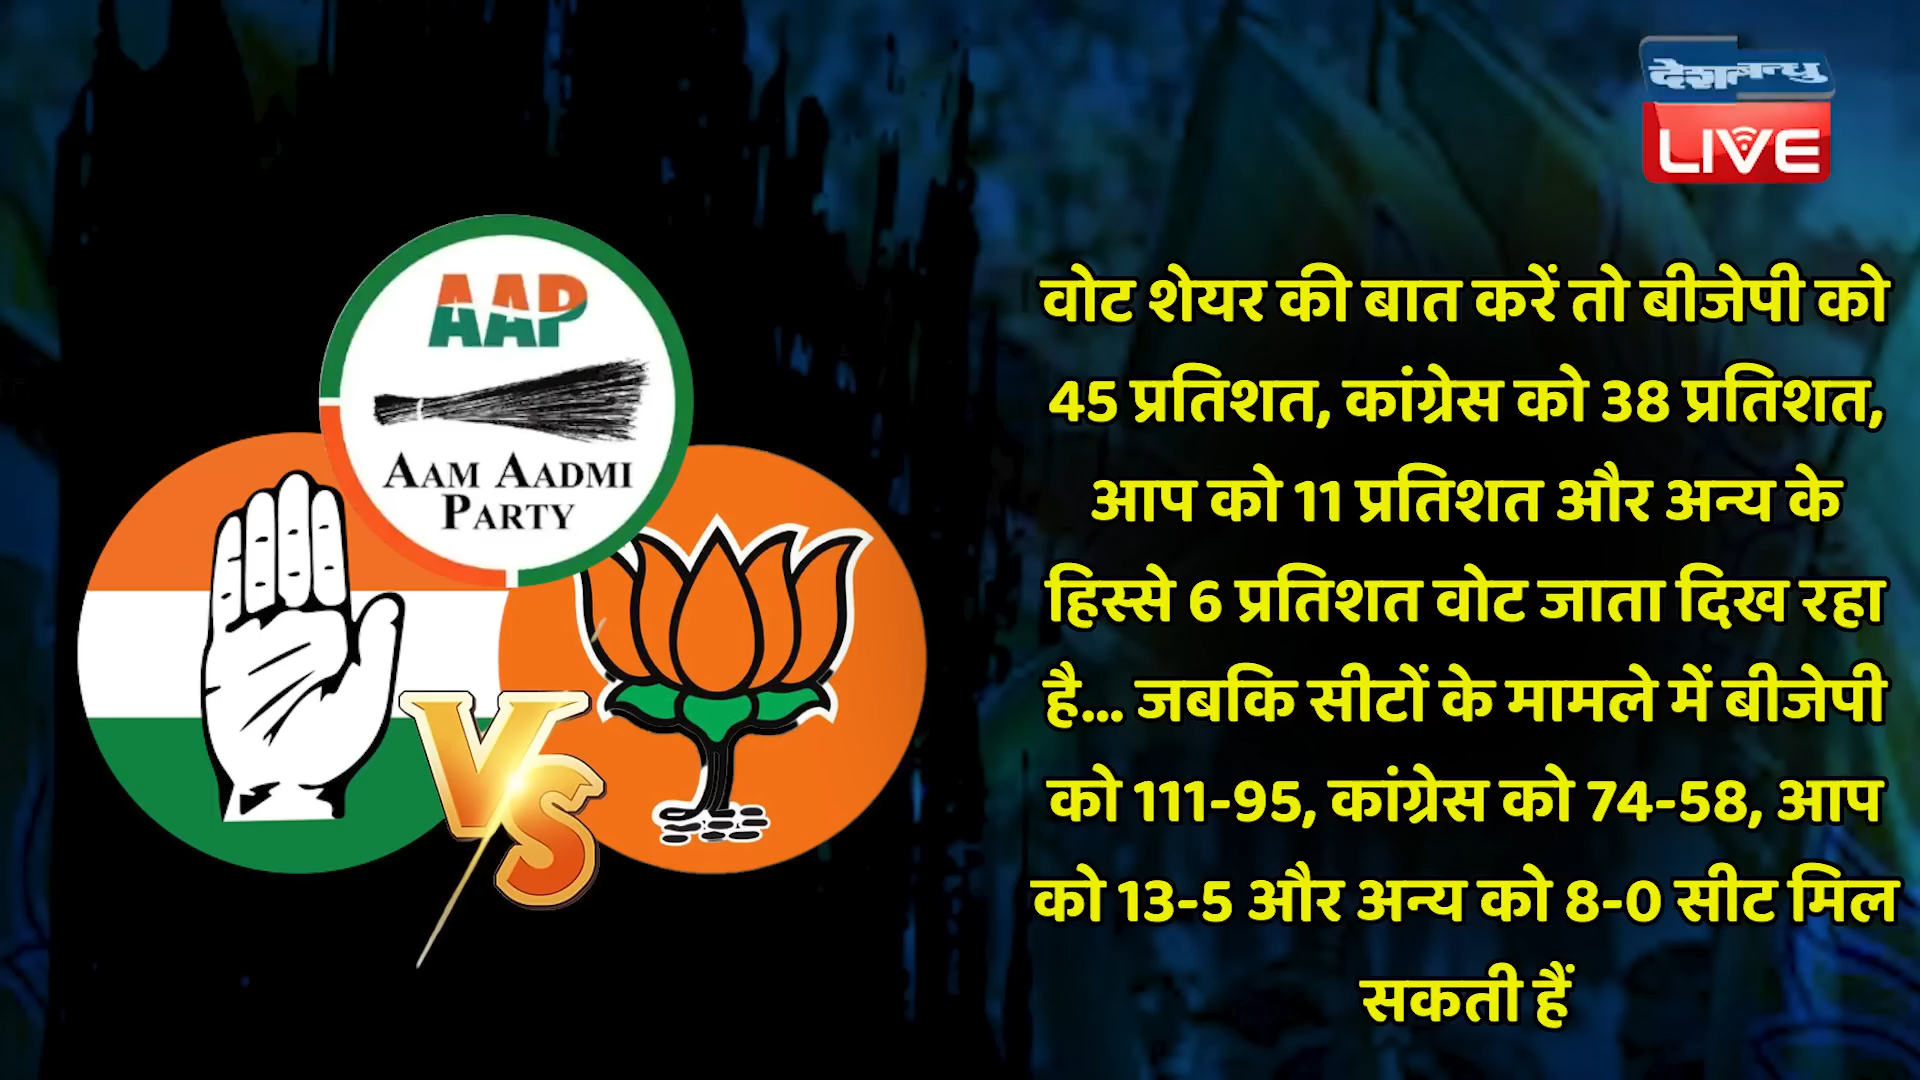 देशबन्धु
LIVE
AAP
AAM AADMI
PARTY
VS
वोट शेयर की बात करें तो बीजेपी को
45 प्रतिशत, कांग्रेस को 38 प्रतिशत,
आप को 11 प्रतिशत और अन्य के
हिस्से 6 प्रतिशत वोट जाता दिख रहा
है... जबकि सीटों के मामले में बीजेपी
को 111-95, कांग्रेस को 74-58, आप
को 13-5 और अन्य को 8-0 सीट मिल
सकती हैं